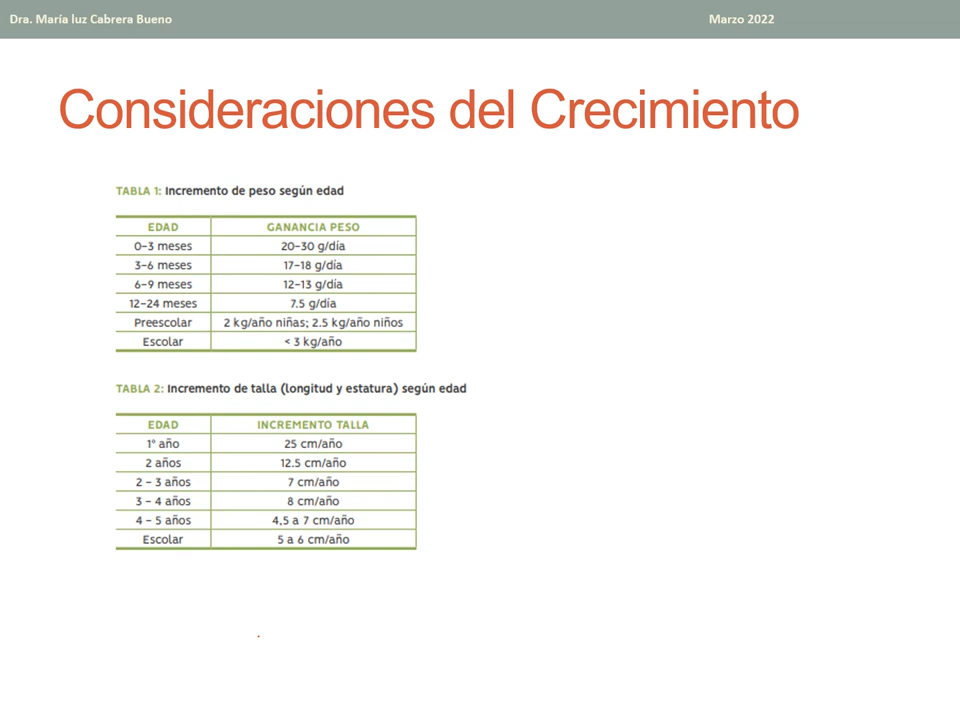 Dra. María luz Cabrera Bueno Marzo 2022
Consideraciones del Crecimiento
TABLA 1: Incremento de peso según edad
EDAD GANANCIA PESO
0–3 meses 20–30 g/día
3–6 meses 17–18 g/día
6–9 meses 12–13 g/día
12–24 meses 7.5 g/día
Preescolar 2 kg/año niñas; 2.5 kg/año niños
Escolar < 3 kg/año
TABLA 2: Incremento de talla (longitud y estatura) según edad
EDAD INCREMENTO TALLA
1° año 25 cm/año
2 años 12.5 cm/año
2 – 3 años 7 cm/año
3 – 4 años 8 cm/año
4 – 5 años 4,5 a 7 cm/año
Escolar 5 a 6 cm/año